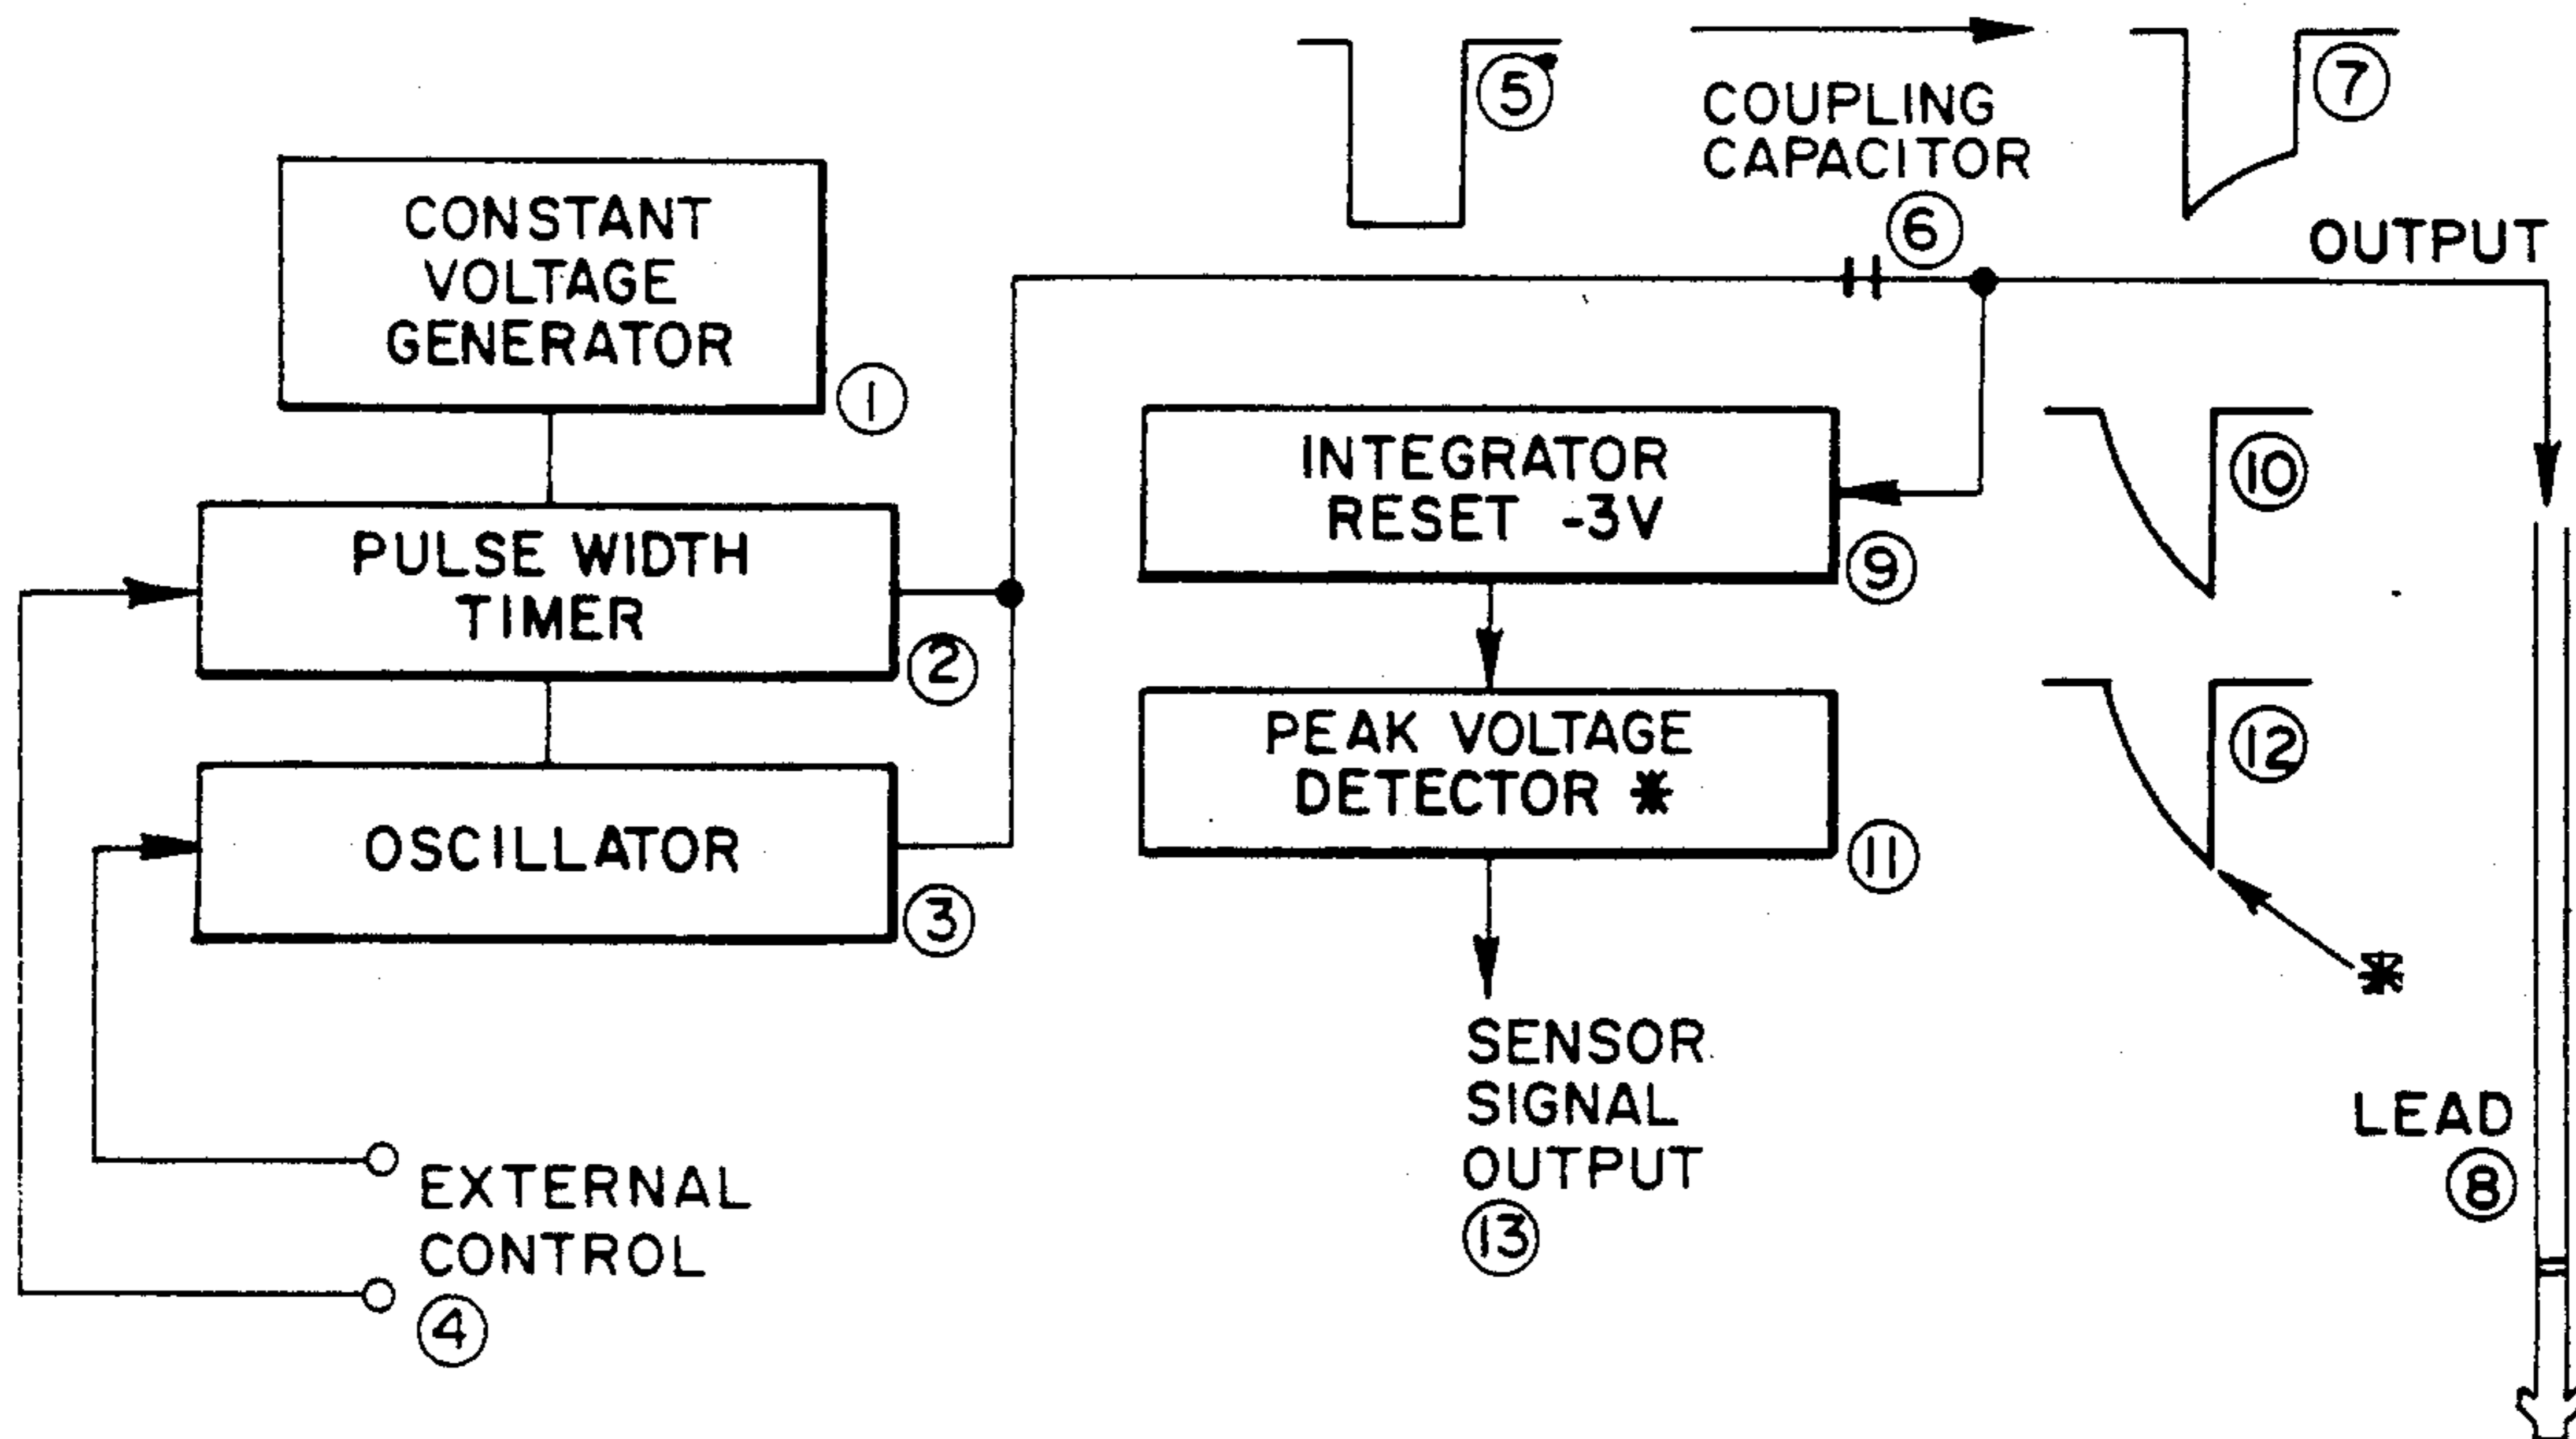 5
COUPLING
CAPACITOR
6
7
OUTPUT
CONSTANT
VOLTAGE
GENERATOR
1
PULSE WIDTH
TIMER
2
OSCILLATOR
3
EXTERNAL
CONTROL
4
INTEGRATOR
RESET -3V
9
10
PEAK VOLTAGE
DETECTOR *
11
12
*
SENSOR
SIGNAL
OUTPUT
13
LEAD
8